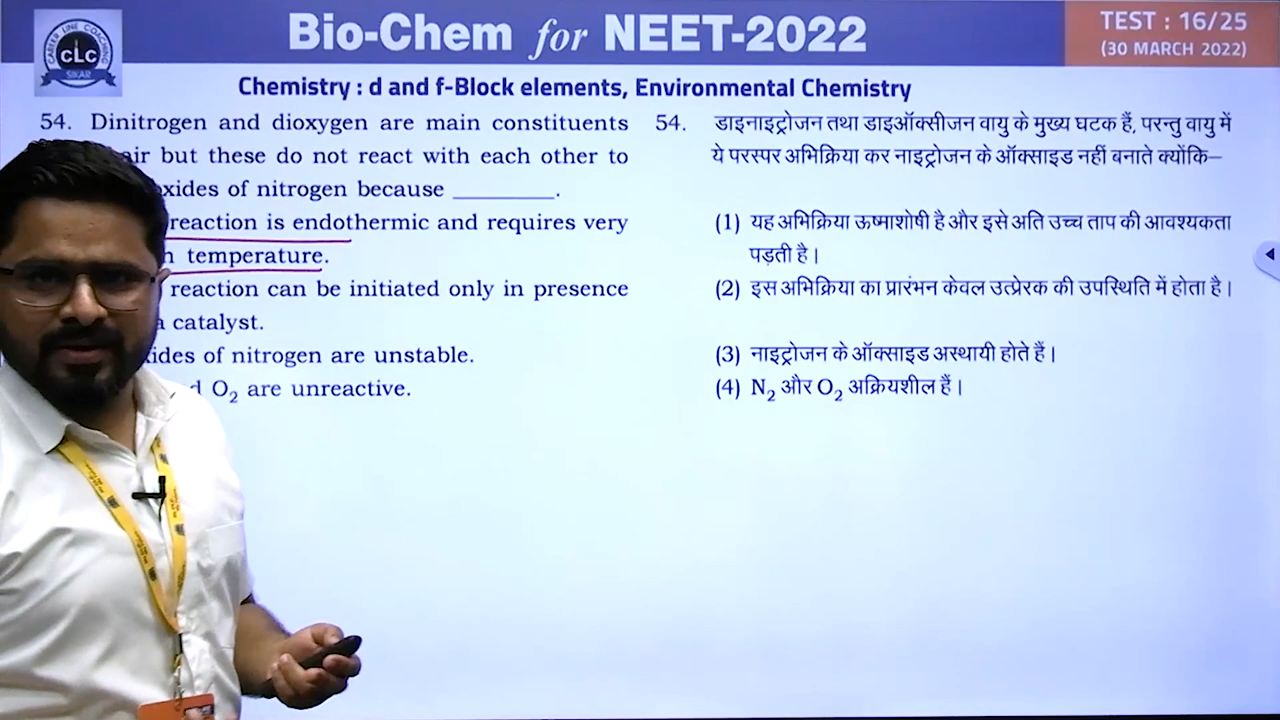 CAREER LINE COACHING
CLC
SIKAR
Bio-Chem for NEET-2022
TEST : 16/25
(30 MARCH 2022)
Chemistry : d and f-Block elements, Environmental Chemistry
54. Dinitrogen and dioxygen are main constituents
air but these do not react with each other to
oxides of nitrogen because ________.
reaction is endothermic and requires very
temperature.
reaction can be initiated only in presence
a catalyst.
of nitrogen are unstable.
O₂ are unreactive.
54. डाइनाइट्रोजन तथा डाइऑक्सीजन वायु के मुख्य घटक हैं, परन्तु वायु में
ये परस्पर अभिक्रिया कर नाइट्रोजन के ऑक्साइड नहीं बनाते क्योंकि–
(1) यह अभिक्रिया ऊष्माशोषी है और इसे अति उच्च ताप की आवश्यकता
पड़ती है।
(2) इस अभिक्रिया का प्रारंभन केवल उत्प्रेरक की उपस्थिति में होता है।
(3) नाइट्रोजन के ऑक्साइड अस्थायी होते हैं।
(4) N₂ और O₂ अक्रियशील हैं।